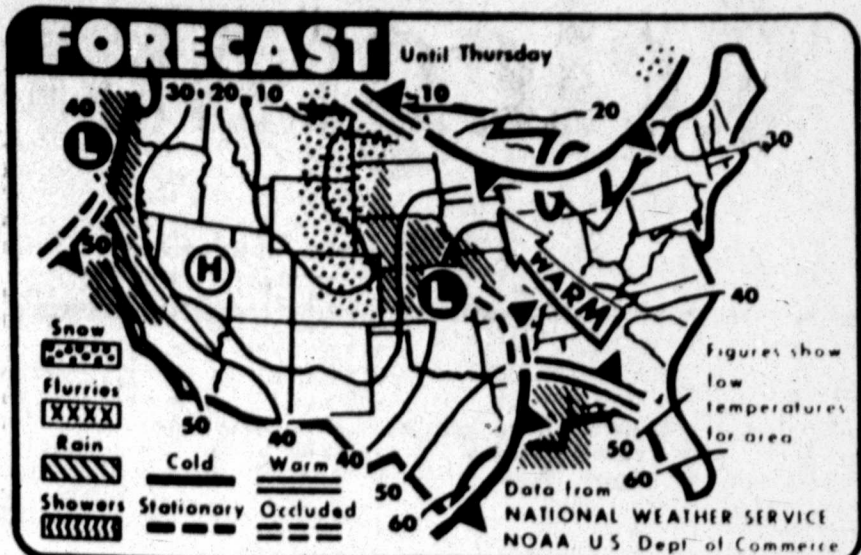 FORECAST
Until Thursday
40 30 20 10
10
20
30
L
50
H
L
WARM
40
Snow
Flurries
Rain
Showers
50
40
Cold
Warm
Stationary
Occluded
40
50
60
Figures show
low
temperatures
for area
50
60
Data from
NATIONAL WEATHER SERVICE
NOAA, U S Dept of Commerce